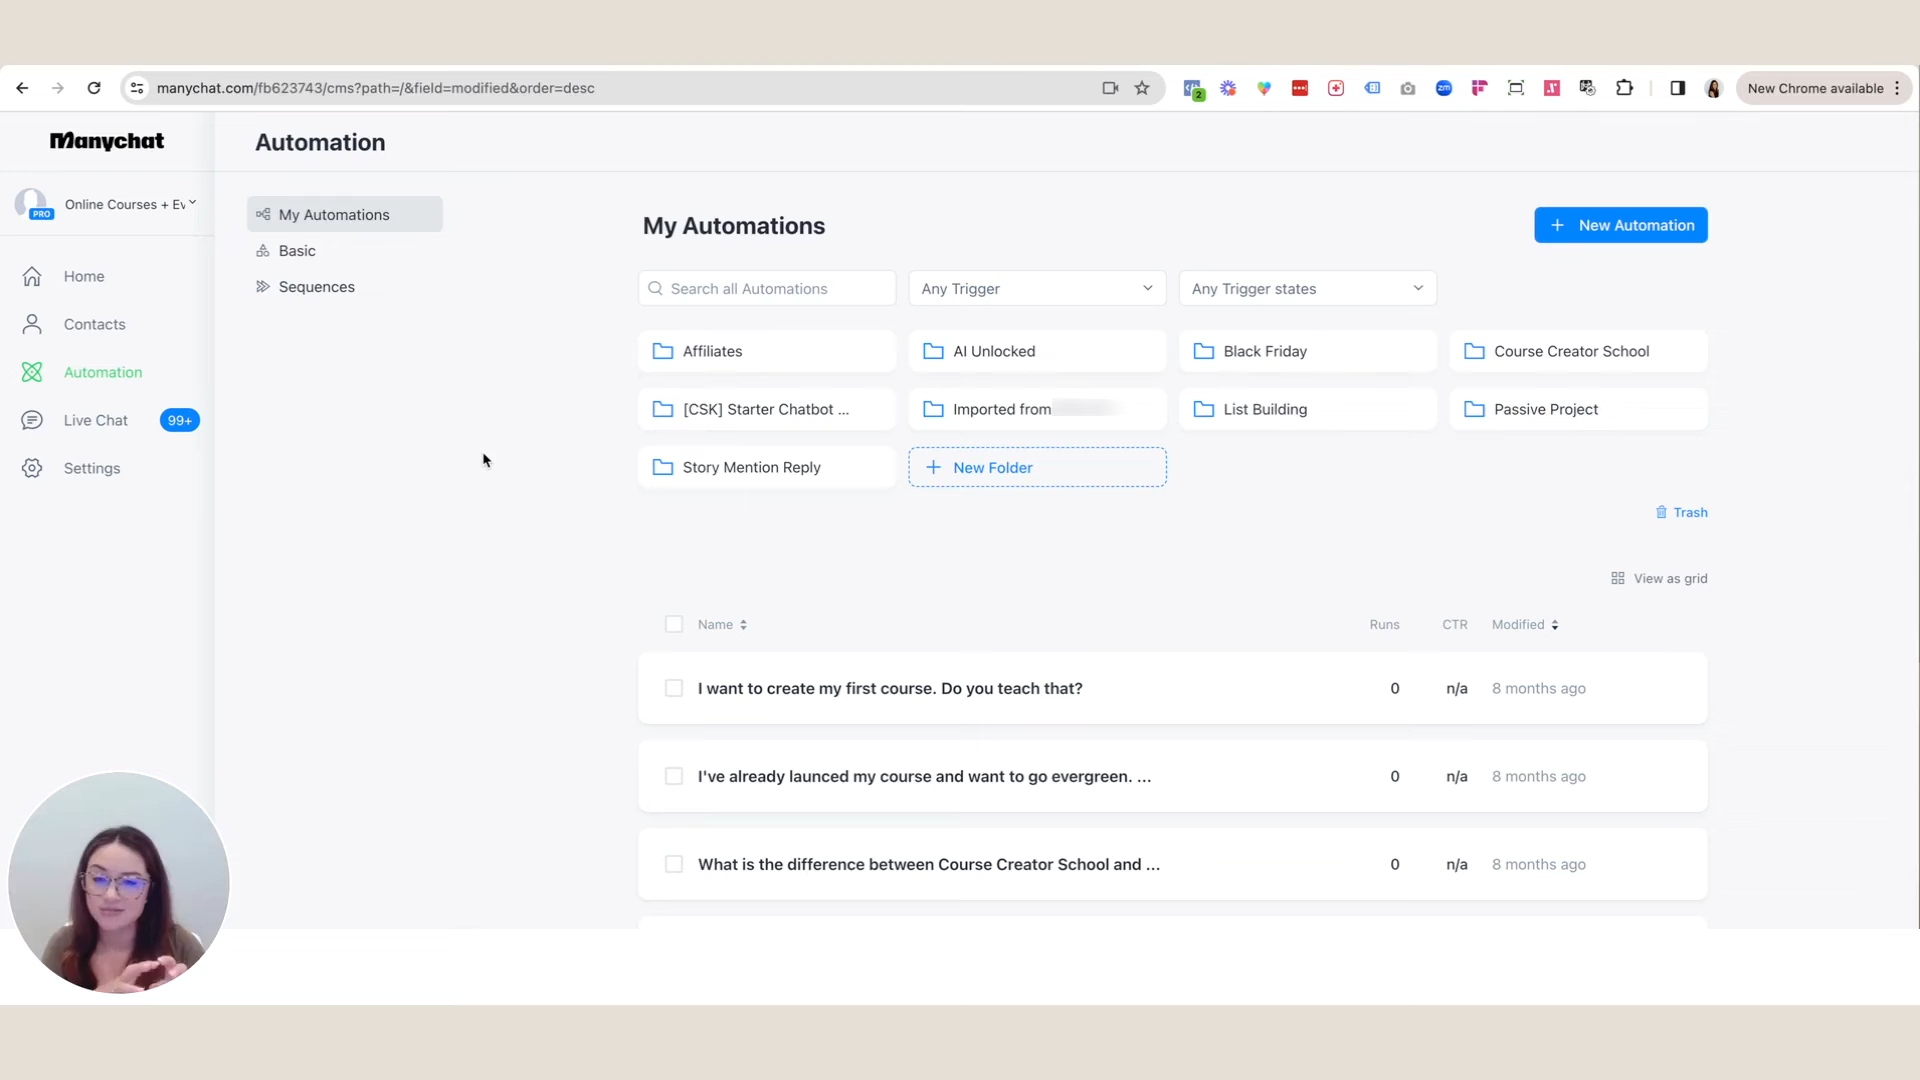 manychat.com/fb623743/cms?path=/&field=modified&order=desc
2
zm
New Chrome available
Manychat
Automation
PRO
Online Courses + Ev
My Automations
Basic
Sequences
Home
Contacts
Automation
Live Chat
99+
Settings
My Automations
+ New Automation
Search all Automations
Any Trigger
Any Trigger states
Affiliates
AI Unlocked
Black Friday
Course Creator School
[CSK] Starter Chatbot ...
Imported from
List Building
Passive Project
Story Mention Reply
+ New Folder
Trash
View as grid
Name
Runs
CTR
Modified
I want to create my first course. Do you teach that?
0
n/a
8 months ago
I've already launced my course and want to go evergreen. ...
0
n/a
8 months ago
What is the difference between Course Creator School and ...
0
n/a
8 months ago